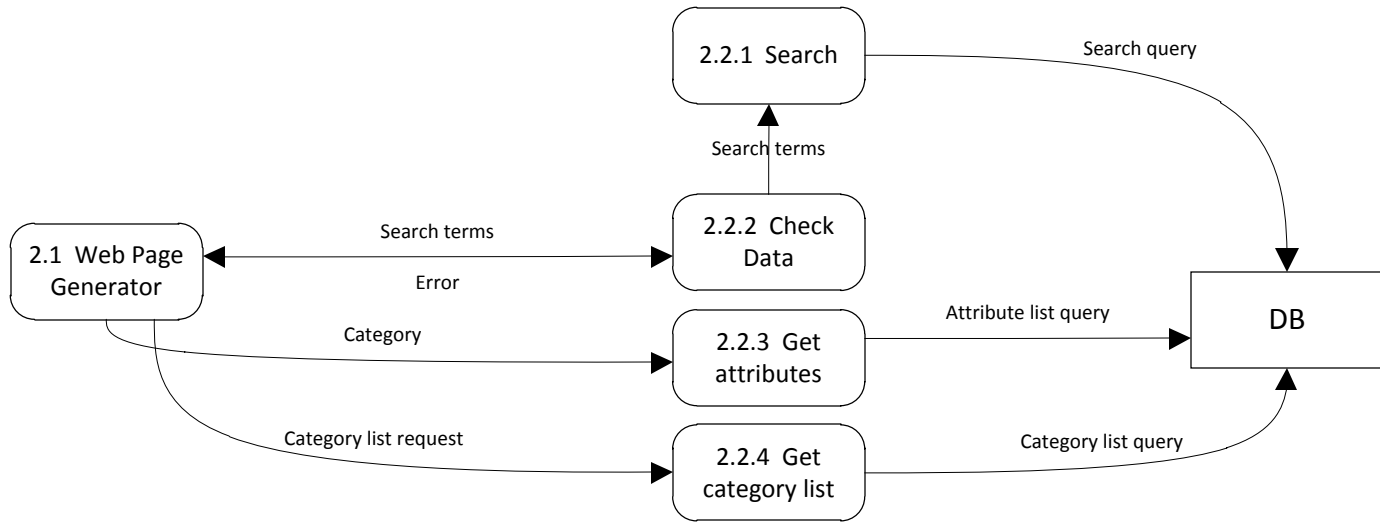 2.2.1 Search
Search query
Search terms
2.2.2 Check
Data
2.1 Web Page
Generator
Search terms
Error
Category
2.2.3 Get
attributes
Attribute list query
DB
Category list request
2.2.4 Get
category list
Category list query